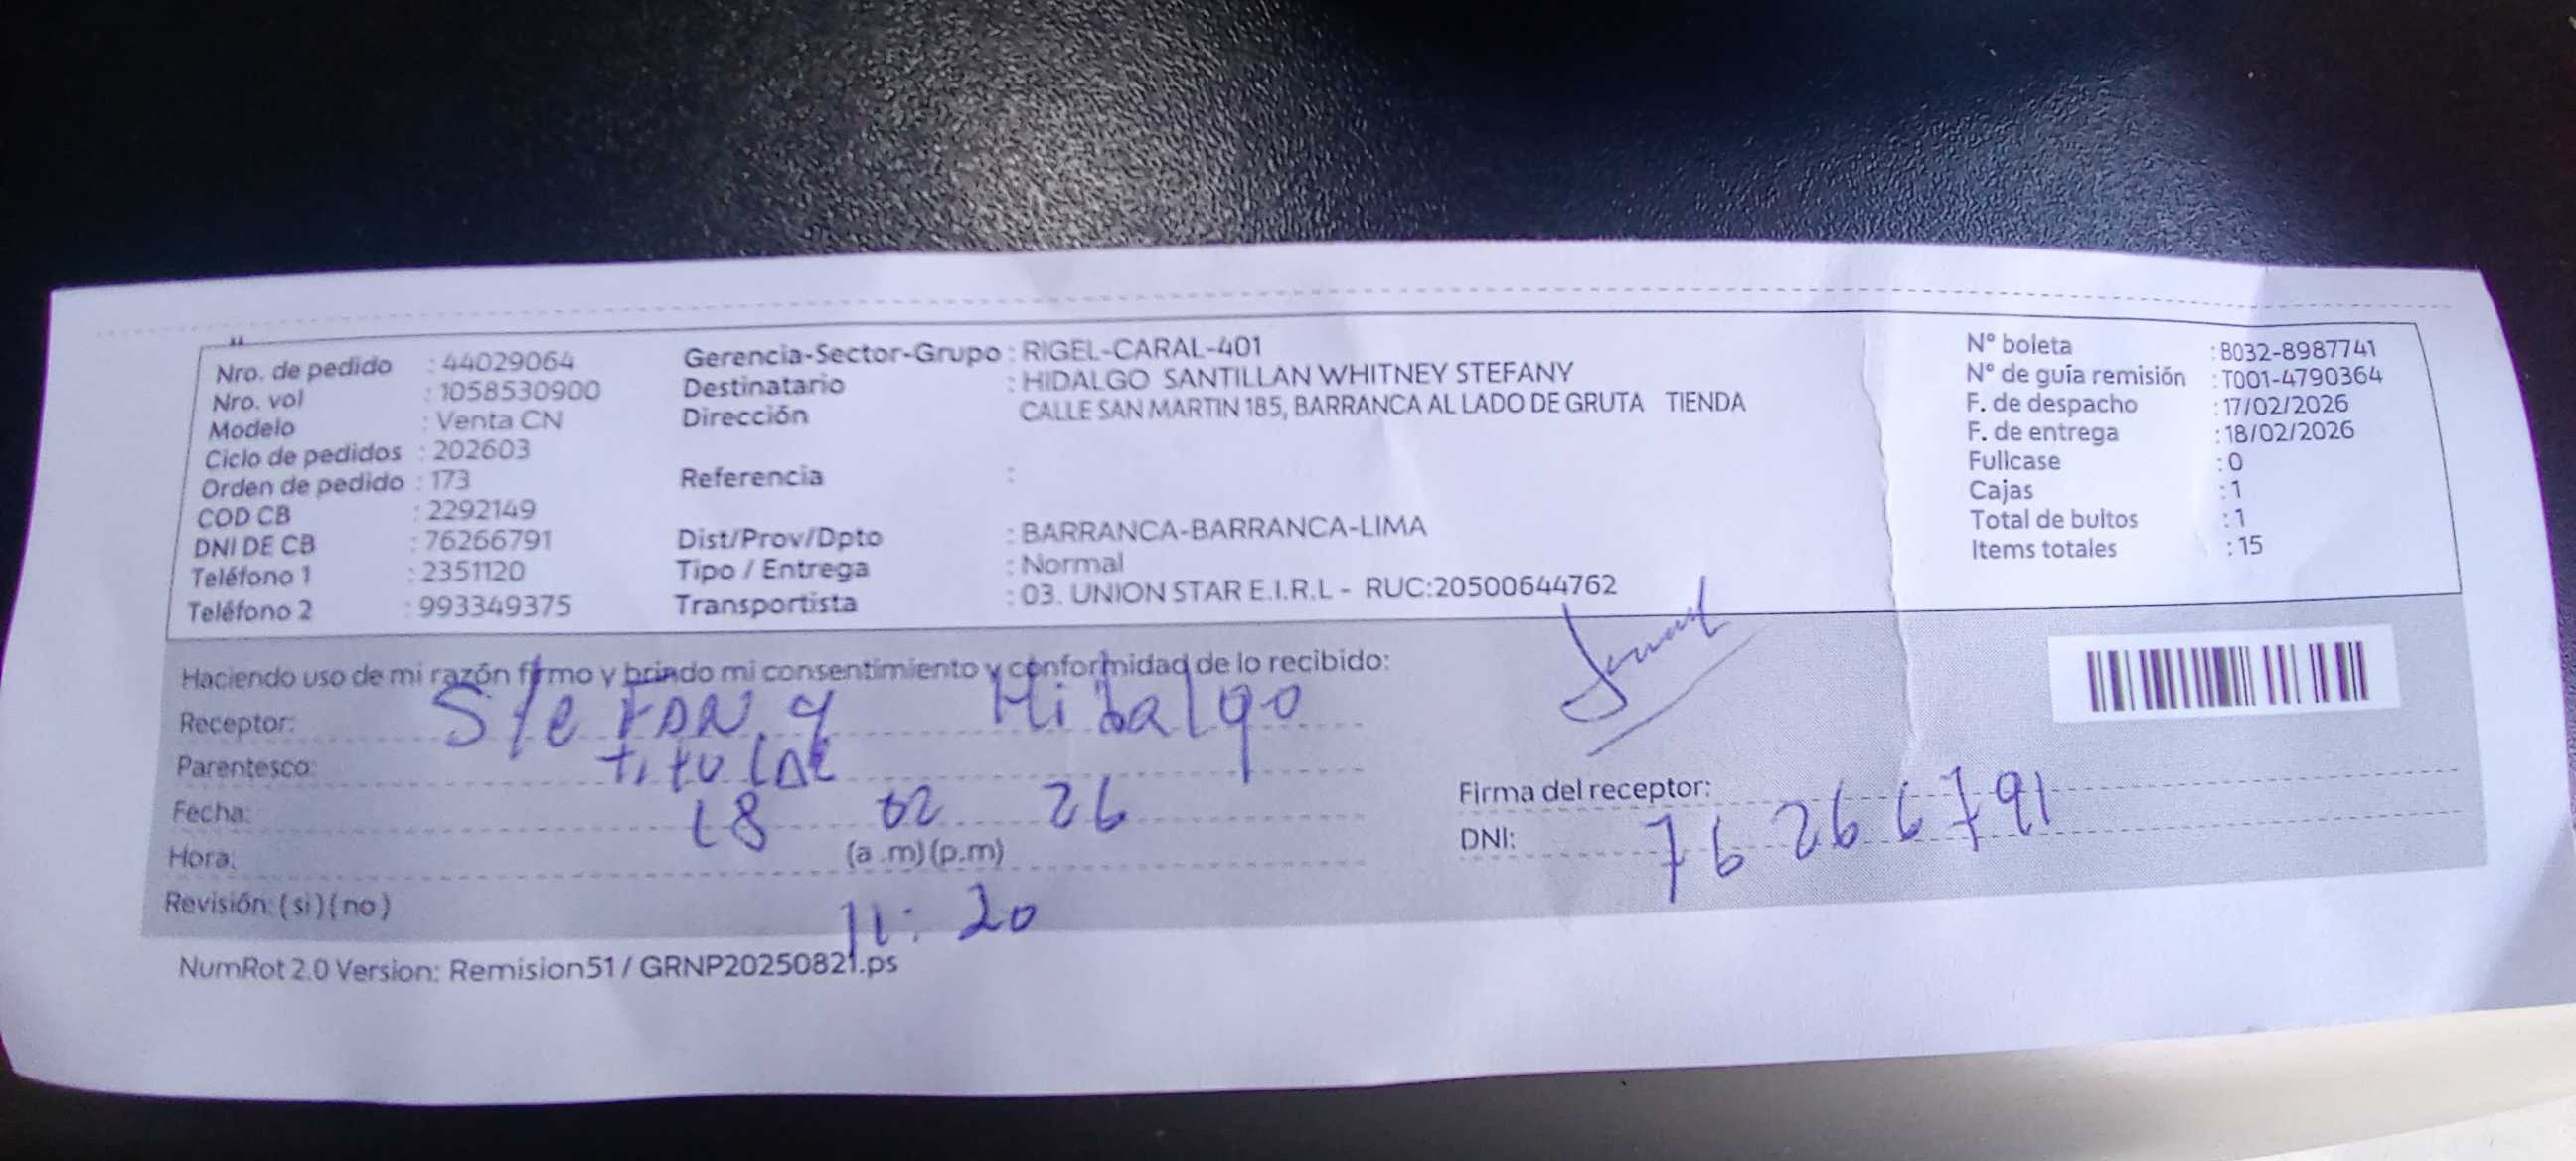 Nro. de pedido : 44029064
Nro. vol : 1058530900
Modelo : Venta CN
Ciclo de pedidos : 202603
Orden de pedido : 173
COD CB : 2292149
DNI DE CB : 76266791
Teléfono 1 : 2351120
Teléfono 2 : 993349375
Gerencia-Sector-Grupo : RIGEL-CARAL-401
Destinatario : HIDALGO SANTILLAN WHITNEY STEFANY
Dirección CALLE SAN MARTIN 185, BARRANCA AL LADO DE GRUTA TIENDA
Referencia :
Dist/Prov/Dpto : BARRANCA-BARRANCA-LIMA
Tipo / Entrega : Normal
Transportista : 03. UNION STAR E.I.R.L - RUC:20500644762
N° boleta : B032-8987741
N° de guía remisión : T001-4790364
F. de despacho : 17/02/2026
F. de entrega : 18/02/2026
Fullcase : 0
Cajas : 1
Total de bultos : 1
Items totales : 15
Haciendo uso de mi razón firmo y brindo mi consentimiento y conformidad de lo recibido:
Receptor: Stefany Hidalgo
Parentesco: titular
Fecha: 18 02 26
Hora: (a .m) (p.m)
Revisión: ( si ) ( no ) 11:20
Firma del receptor:
DNI: 76266791
NumRot 2.0 Version: Remision51 / GRNP20250821.ps